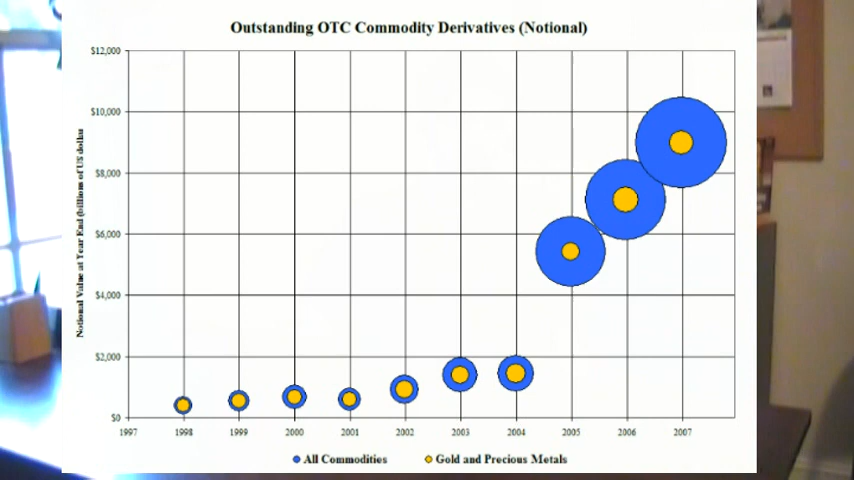 Outstanding OTC Commodity Derivatives (Notional)
Notional Value at Year End (billions of US dollars)
$12,000
$10,000
$8,000
$6,000
$4,000
$2,000
$0
1997 1998 1999 2000 2001 2002 2003 2004 2005 2006 2007
All Commodities Gold and Precious Metals